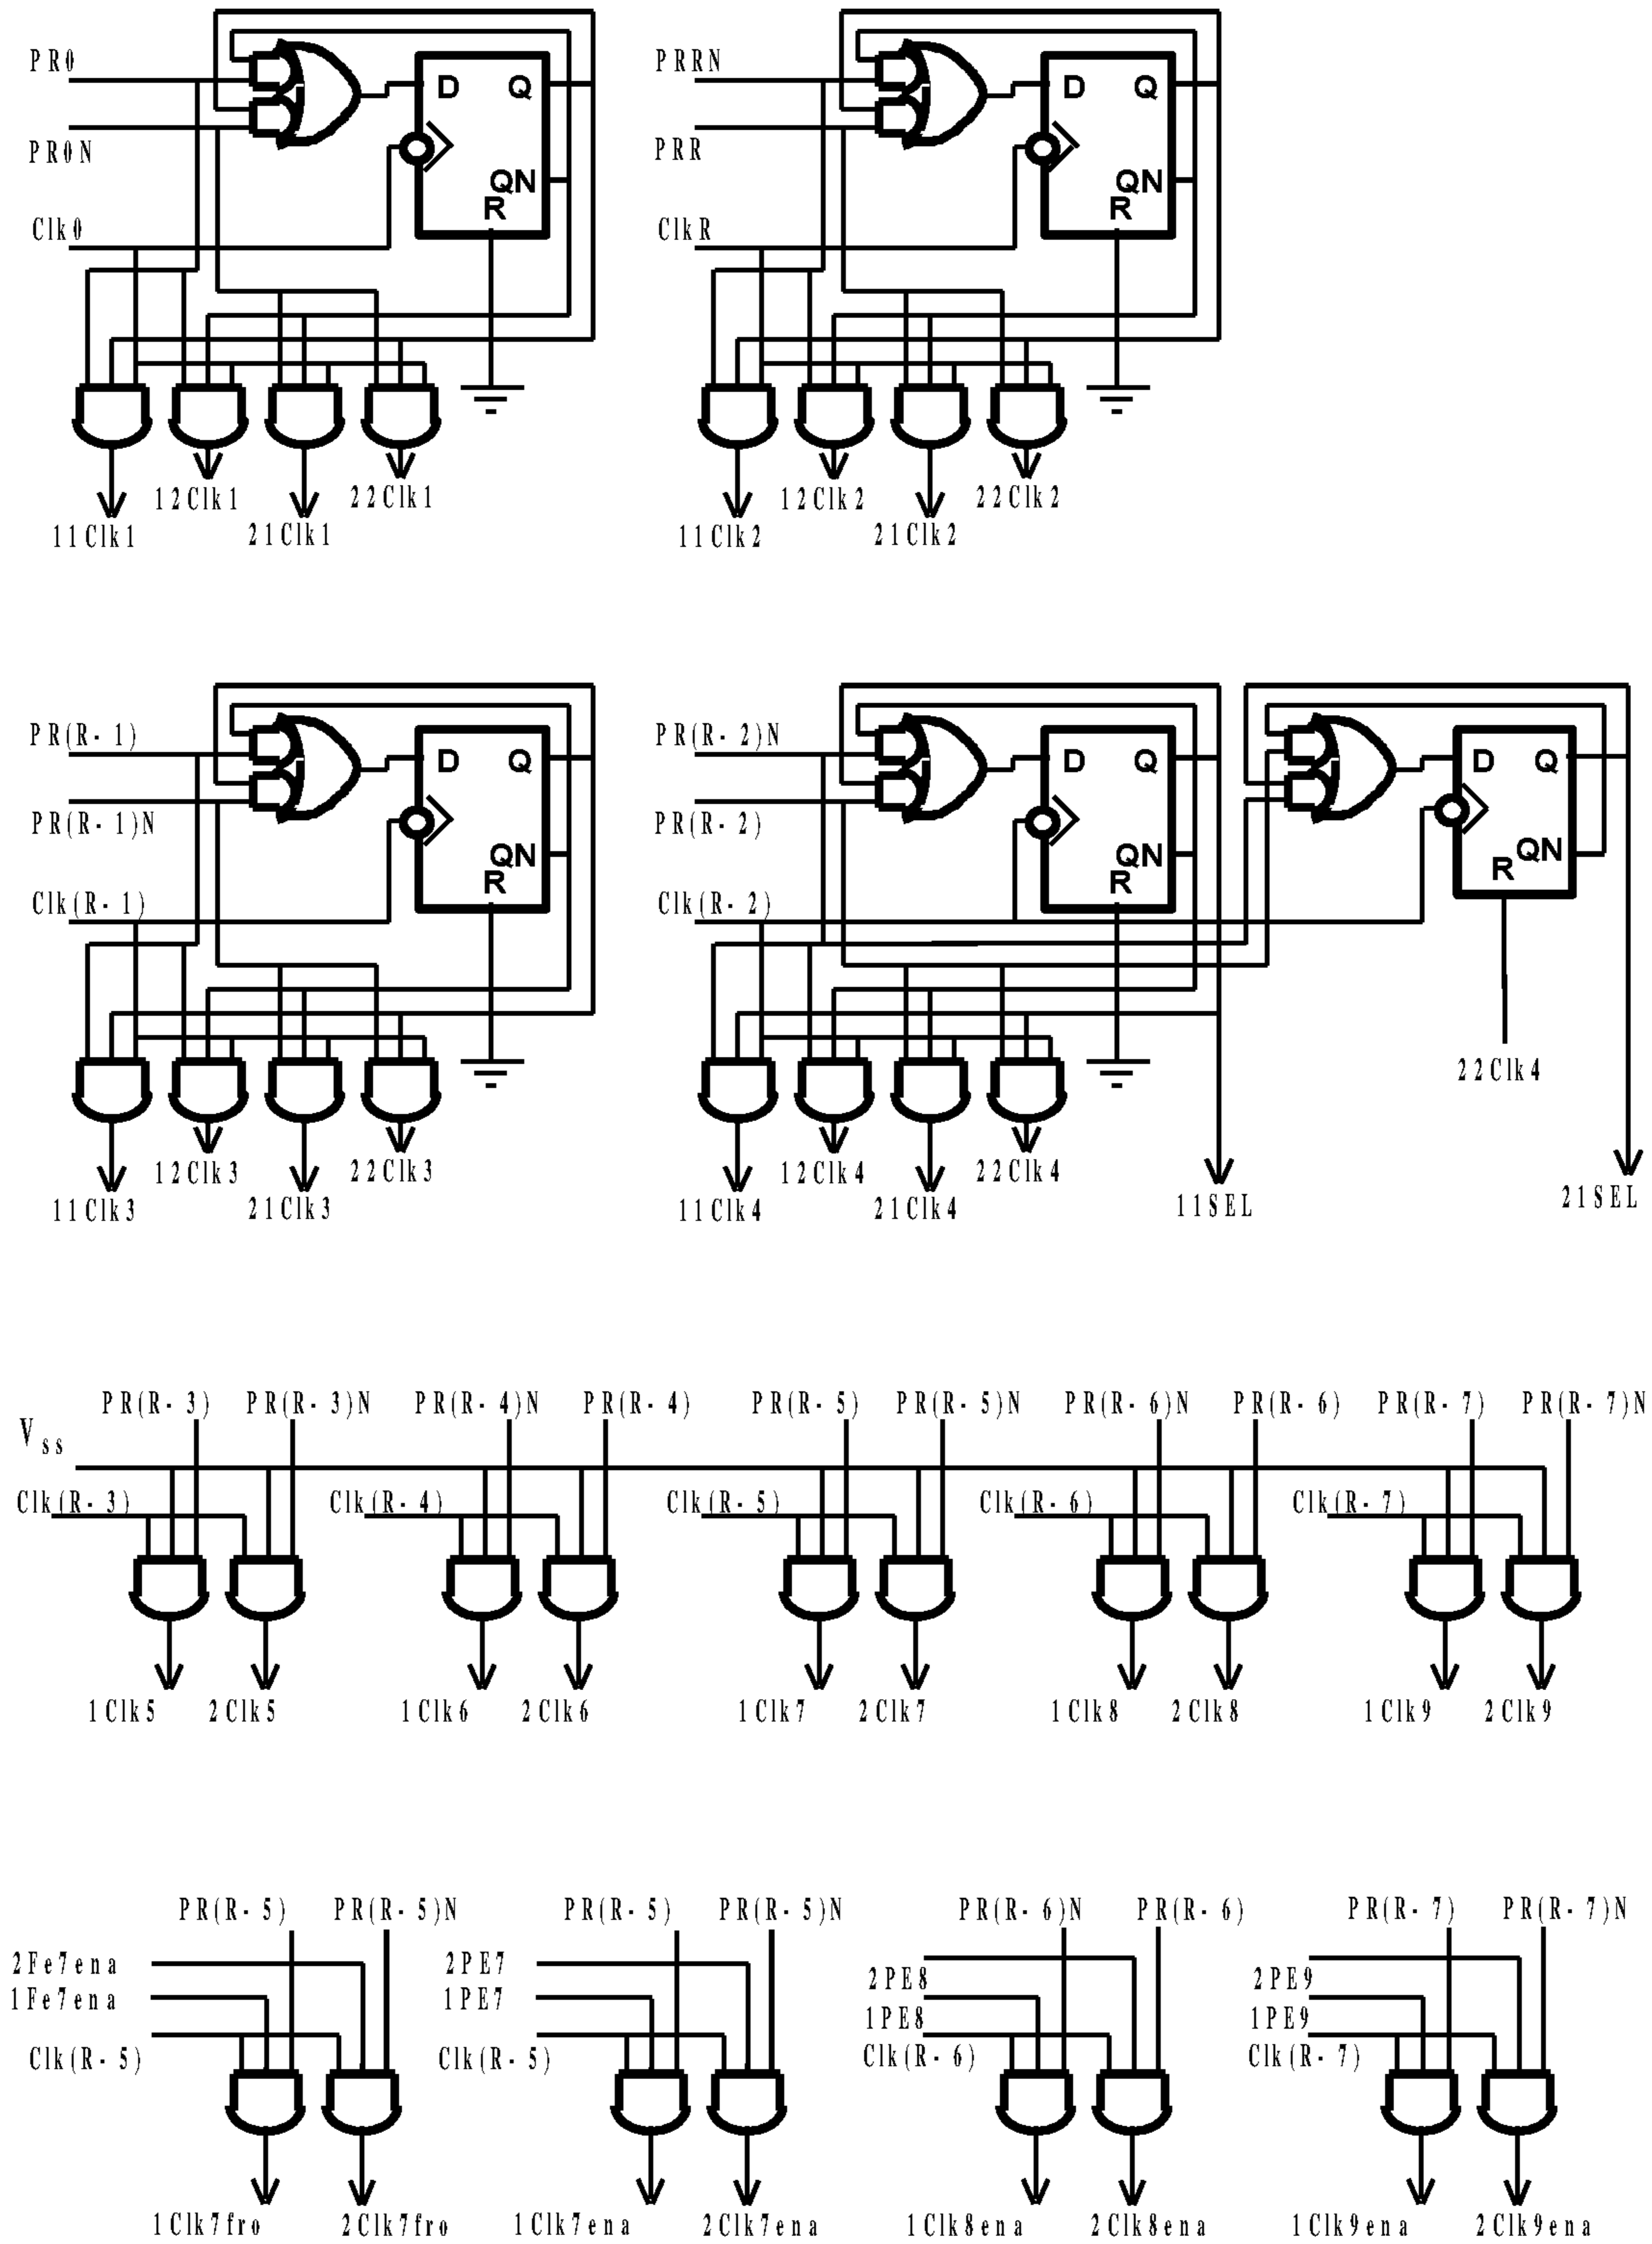 PR0
PR0N
Clk0
D Q
QN
R
11Clk1 12Clk1 21Clk1 22Clk1
PRRN
PRR
ClkR
D Q
QN
R
11Clk2 12Clk2 21Clk2 22Clk2
PR(R-1)
PR(R-1)N
Clk(R-1)
D Q
QN
R
11Clk3 12Clk3 21Clk3 22Clk3
PR(R-2)N
PR(R-2)
Clk(R-2)
D Q
QN
R
11Clk4 12Clk4 21Clk4 22Clk4
D Q
QN
R
22Clk4
11SEL
21SEL
PR(R-3) PR(R-3)N PR(R-4)N PR(R-4) PR(R-5) PR(R-5)N PR(R-6)N PR(R-6) PR(R-7) PR(R-7)N
Vss
Clk(R-3) Clk(R-4) Clk(R-5) Clk(R-6) Clk(R-7)
1Clk5 2Clk5 1Clk6 2Clk6 1Clk7 2Clk7 1Clk8 2Clk8 1Clk9 2Clk9
PR(R-5) PR(R-5)N
2Fe7ena
1Fe7ena
Clk(R-5)
1Clk7fro 2Clk7fro
PR(R-5) PR(R-5)N
2PE7
1PE7
Clk(R-5)
1Clk7ena 2Clk7ena
PR(R-6)N PR(R-6)
2PE8
1PE8
Clk(R-6)
1Clk8ena 2Clk8ena
PR(R-7) PR(R-7)N
2PE9
1PE9
Clk(R-7)
1Clk9ena 2Clk9ena